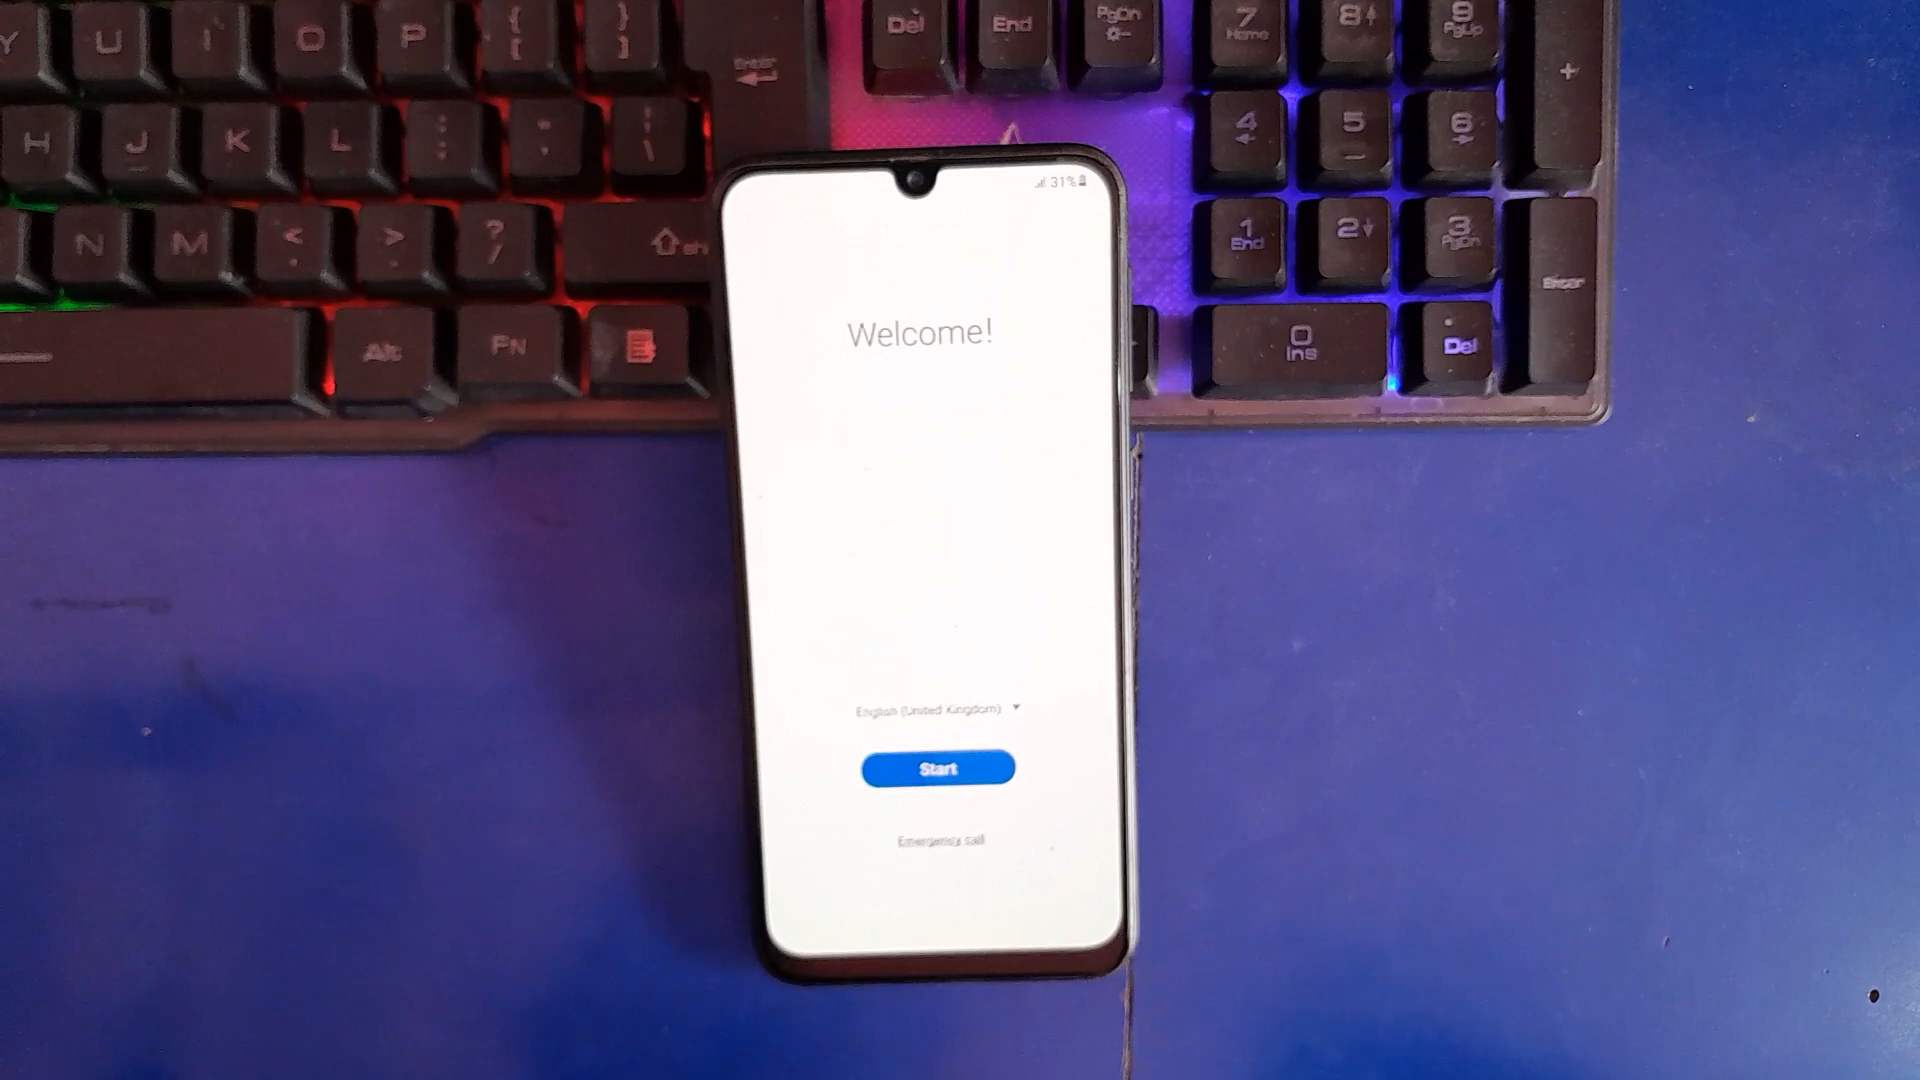 Y U I O P { [ } ]
Enter
Del End PgDn
7 Home 8 9 PgUp +
H J K L : ; " ' | \
4 5 6
N M < , > . ? /
1 End 2 3 PgDn
Enter
Alt FN
0 Ins . Del
31%
Welcome!
English (United Kingdom)
Start
Emergency call